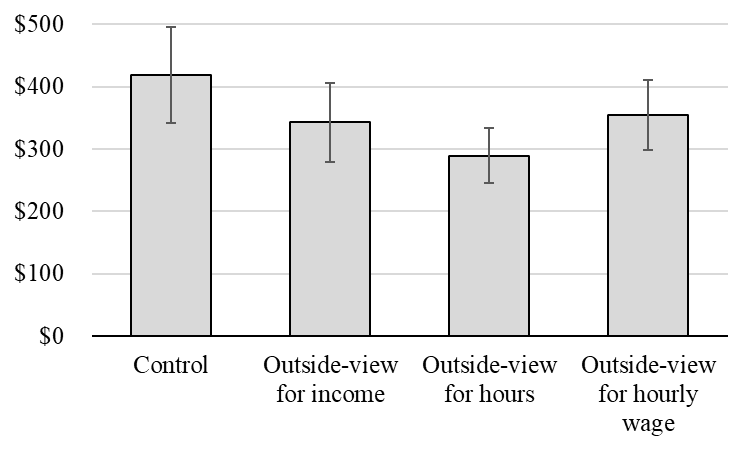 $500
$400
$300
$200
$100
$0
Control
Outside-view
for income
Outside-view
for hours
Outside-view
for hourly
wage